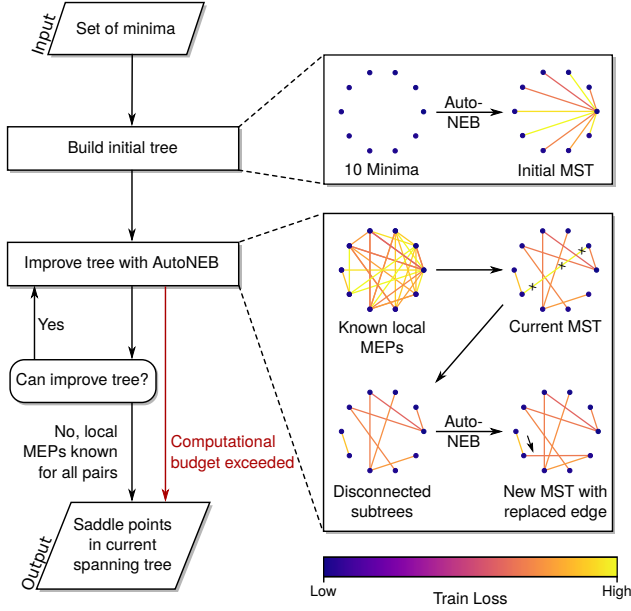 Input
Set of minima
Build initial tree
Improve tree with AutoNEB
Yes
Can improve tree?
No, local
MEPs known
for all pairs
Computational
budget exceeded
Output
Saddle points
in current
spanning tree
Auto-
NEB
10 Minima
Initial MST
Known local
MEPs
Current MST
Auto-
NEB
Disconnected
subtrees
New MST with
replaced edge
Low
High
Train Loss